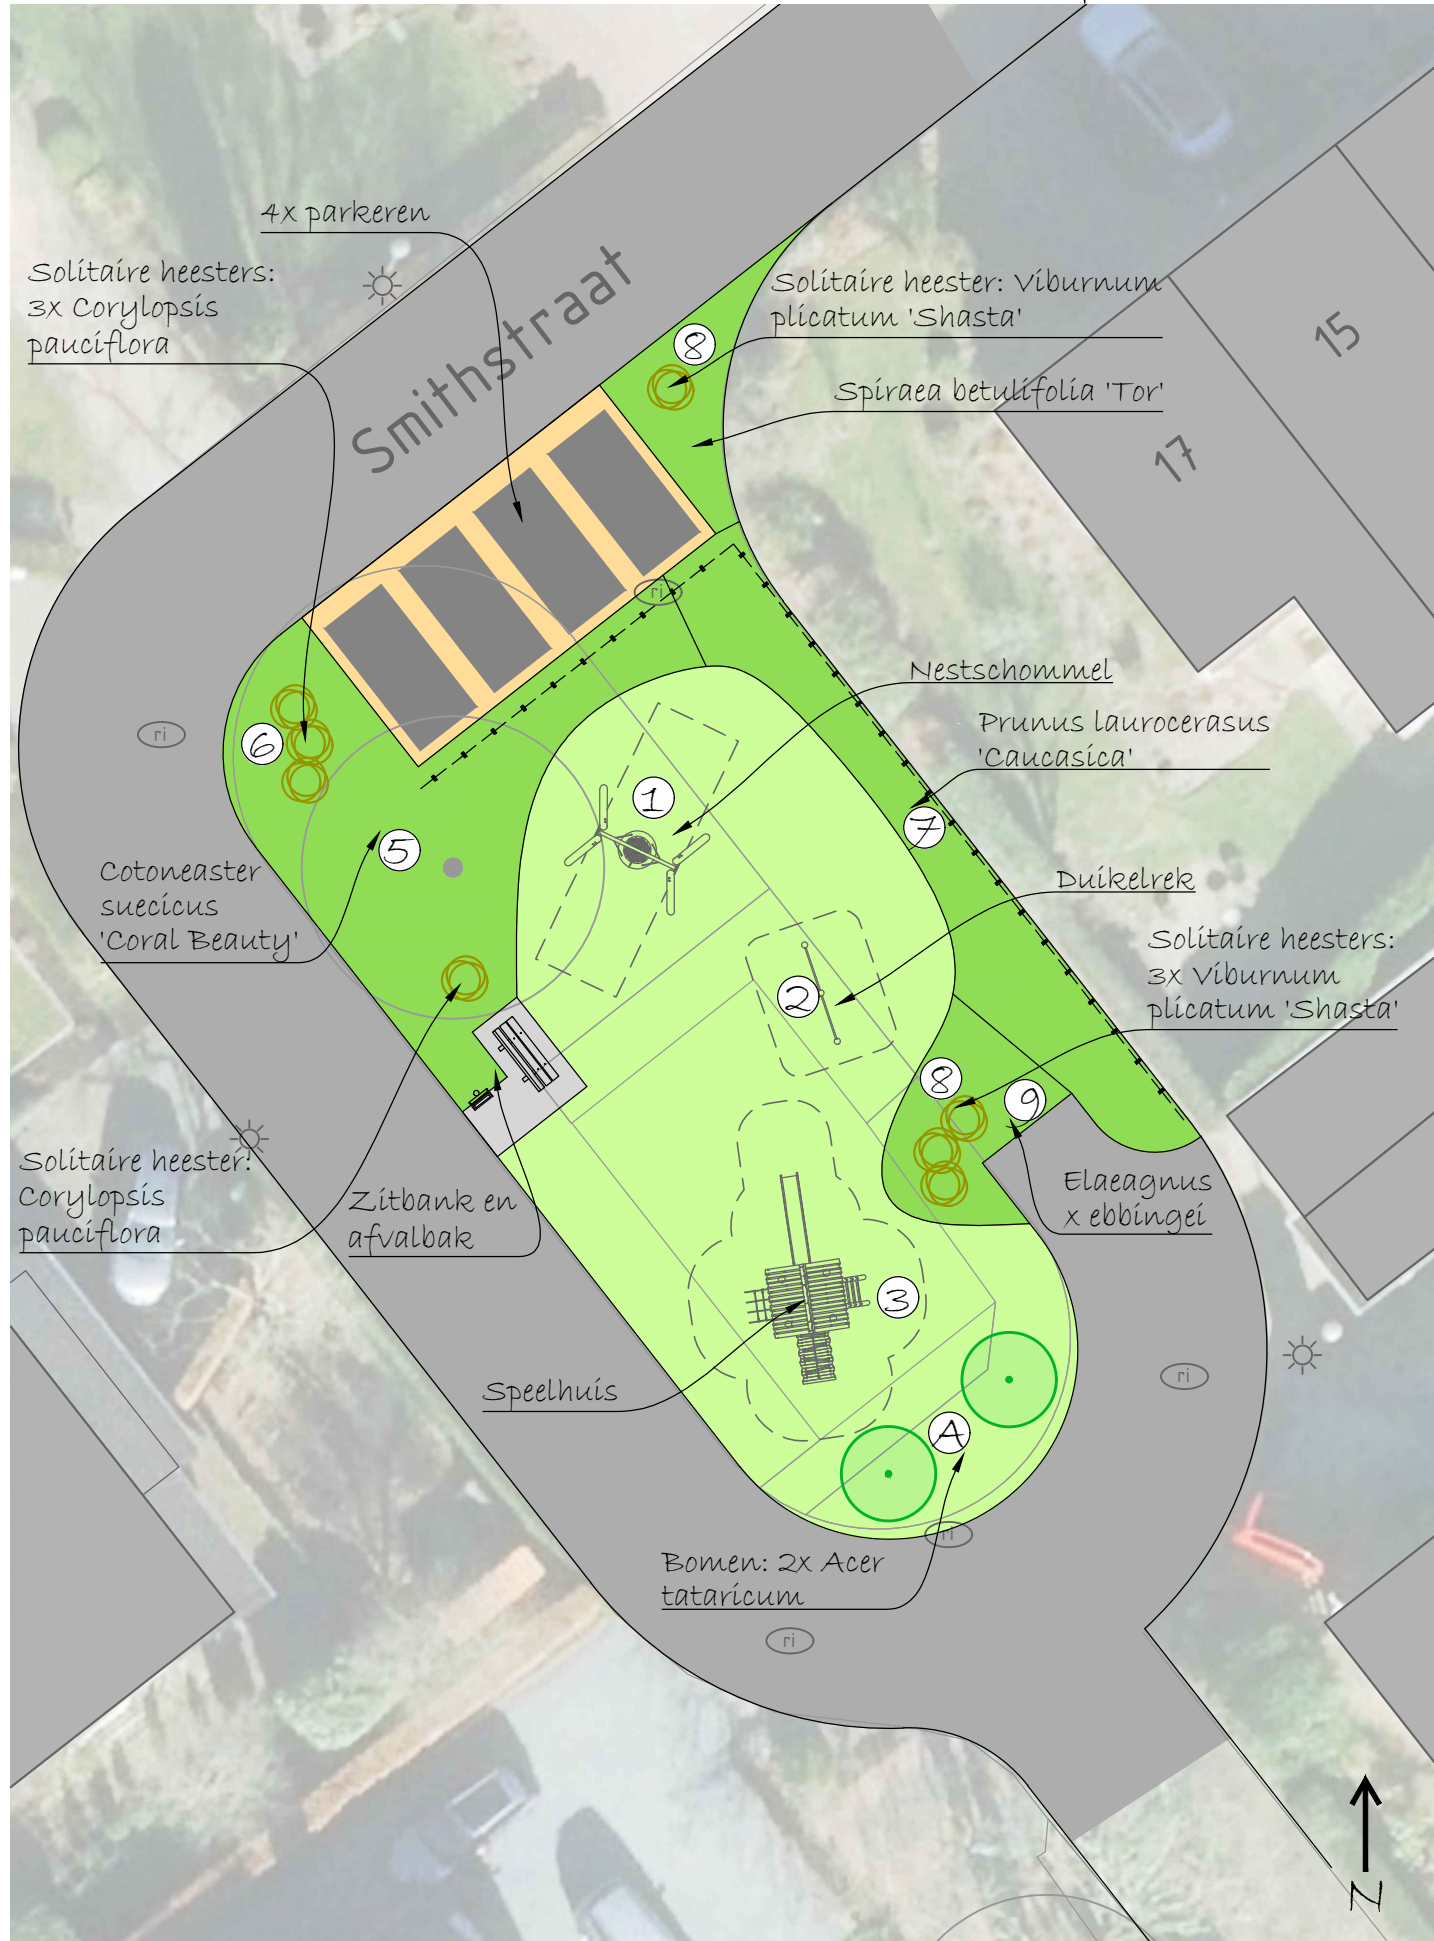 4x parkeren
Solitaire heesters:
3x Corylopsis
pauciflora
Smithstraat
Solitaire heester: Viburnum
plicatum 'Shasta'
8
Spiraea betulifolia 'Tor'
15
17
ri
Nestschommel
Prunus laurocerasus
'Caucasica'
ri
6
1
7
5
Cotoneaster
suecicus
'Coral Beauty'
Duikelrek
2
Solitaire heesters:
3x Viburnum
plicatum 'Shasta'
8
9
Solitaire heester:
Corylopsis
pauciflora
Zitbank en
afvalbak
Elaeagnus
x ebbingei
3
Speelhuis
ri
A
ri
Bomen: 2x Acer
tataricum
ri
N